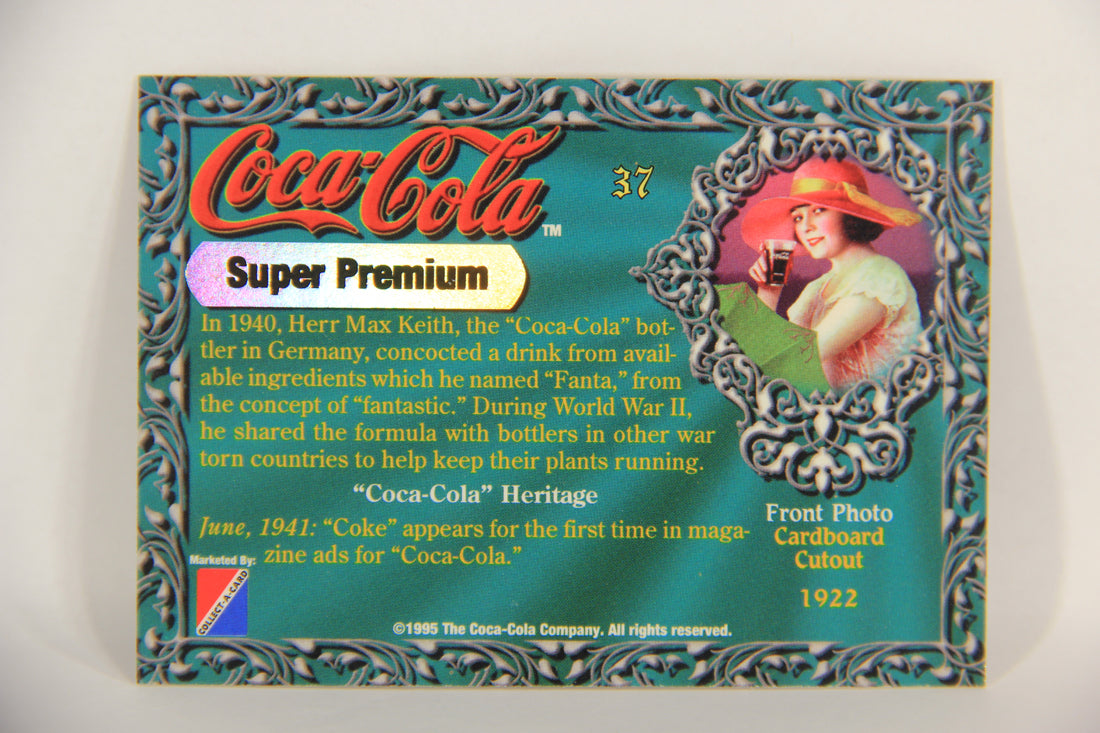 Coca-Cola™
37
Super Premium
In 1940, Herr Max Keith, the “Coca-Cola” bot-
tler in Germany, concocted a drink from avail-
able ingredients which he named “Fanta,” from
the concept of “fantastic.” During World War II,
he shared the formula with bottlers in other war
torn countries to help keep their plants running.
“Coca-Cola” Heritage
June, 1941: “Coke” appears for the first time in maga-
zine ads for “Coca-Cola.”
Marketed By:
COLLECT-A-CARD
Front Photo
Cardboard
Cutout
1922
©1995 The Coca-Cola Company. All rights reserved.